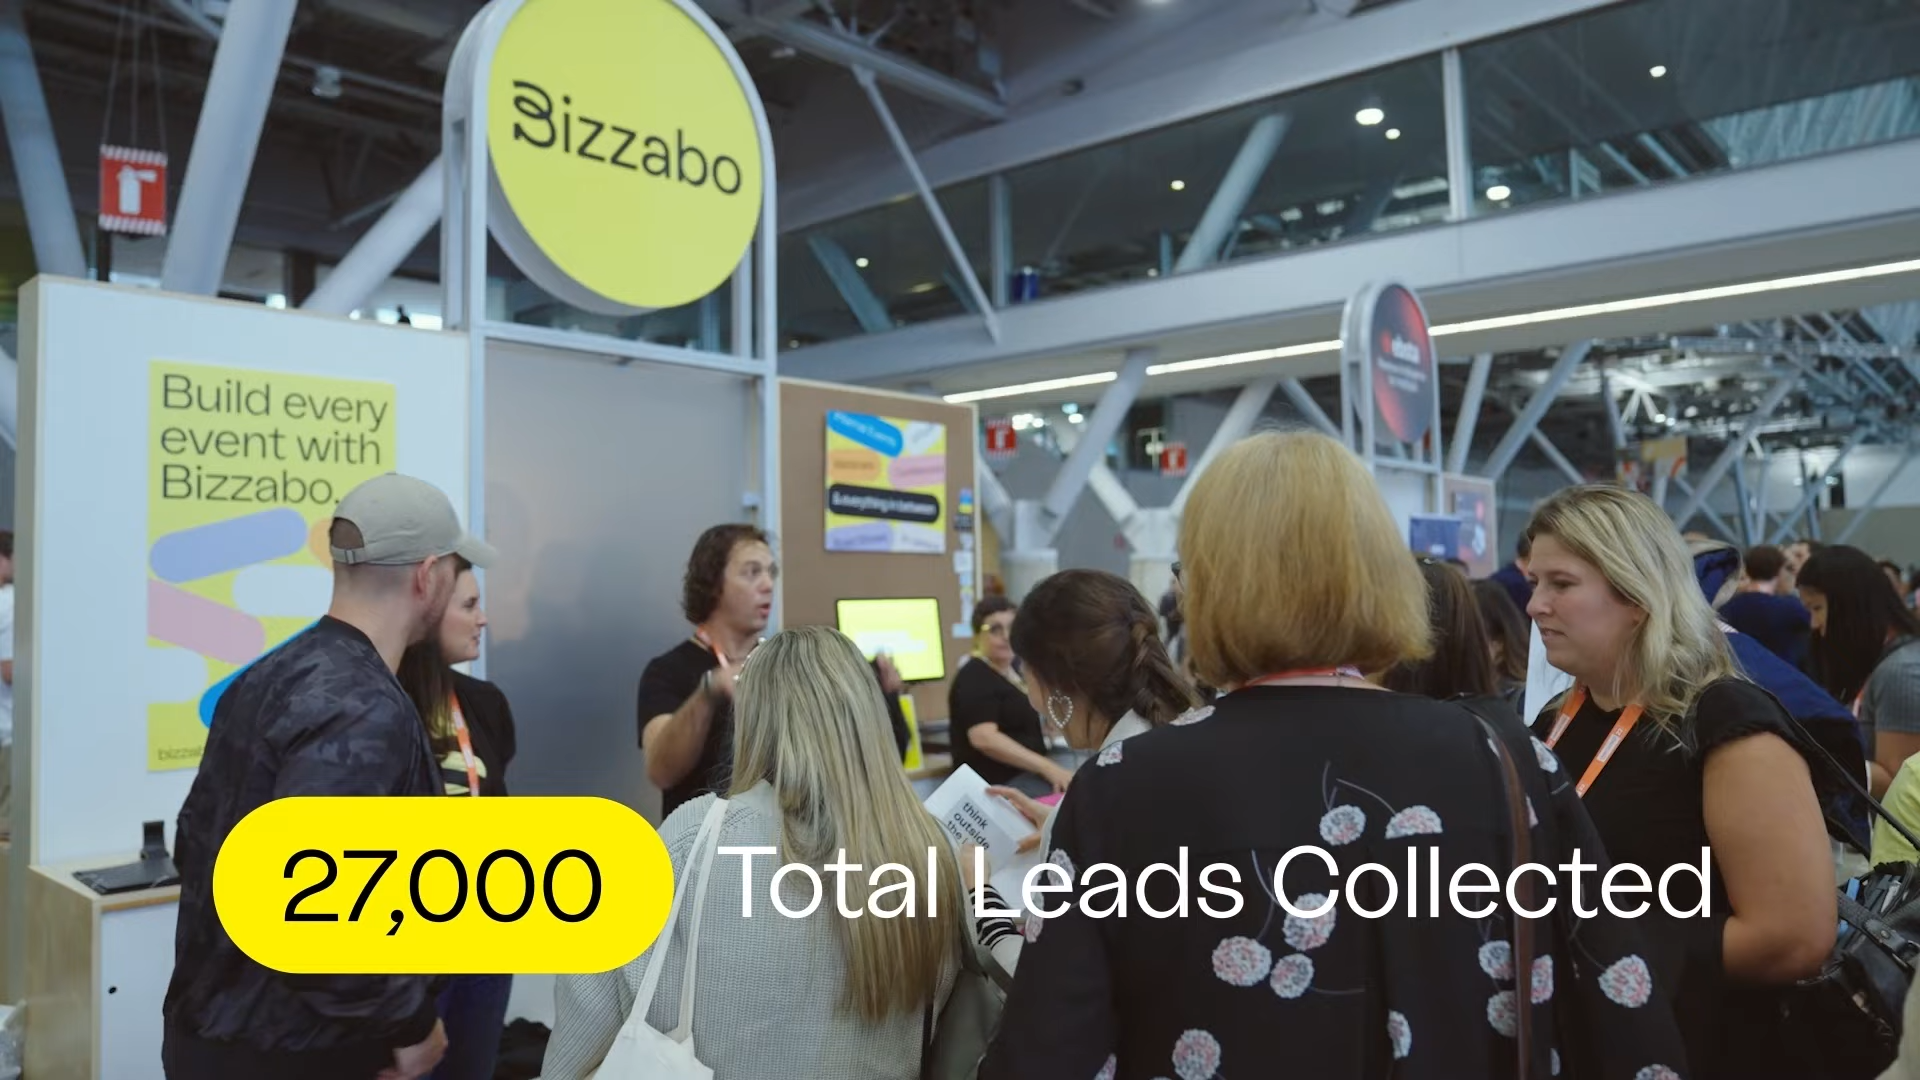 Bizzabo
Build every
event with
Bizzabo.
& everything in between
think
outside
27,000 Total Leads Collected